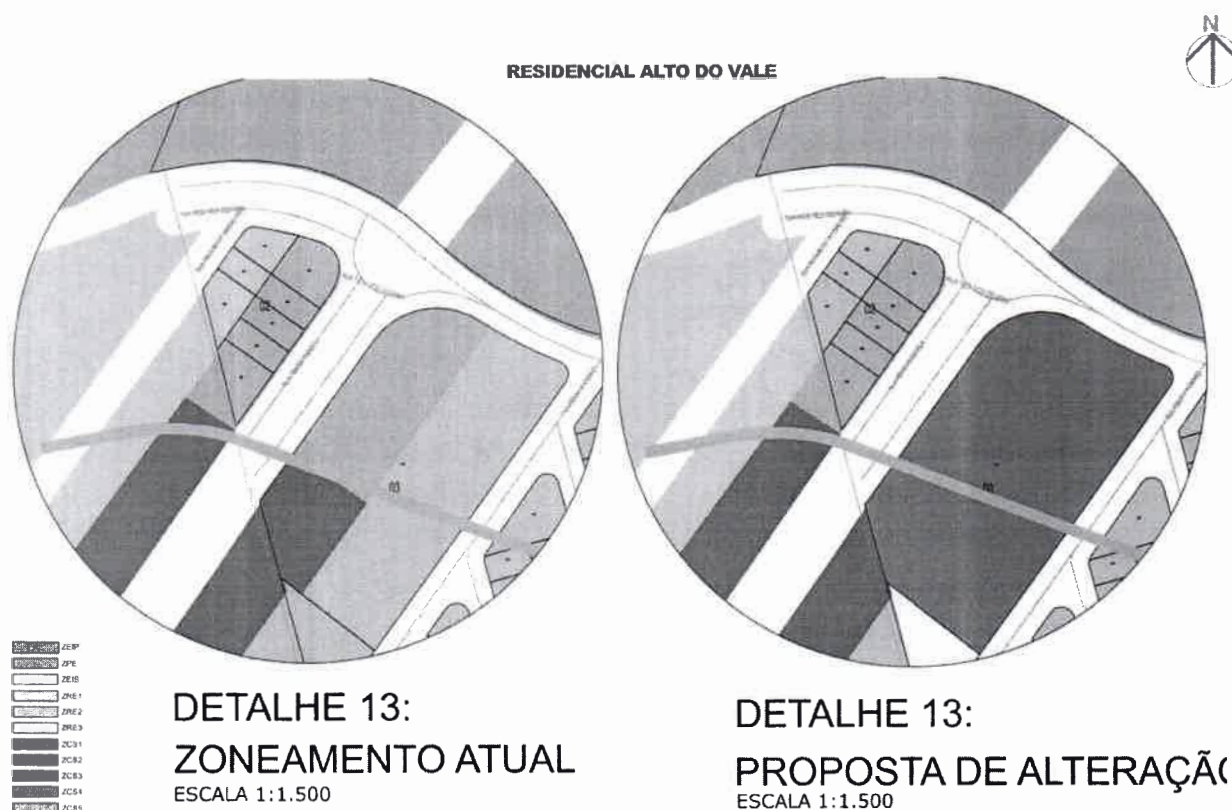 N
RESIDENCIAL ALTO DO VALE
ZEIP
ZPE
ZEIS
ZRE1
ZRE2
ZRE3
ZCS1
ZCS2
ZCS3
ZCS4
ZCS5
DETALHE 13:
ZONEAMENTO ATUAL
ESCALA 1:1.500
DETALHE 13:
PROPOSTA DE ALTERAÇÃ
ESCALA 1:1.500